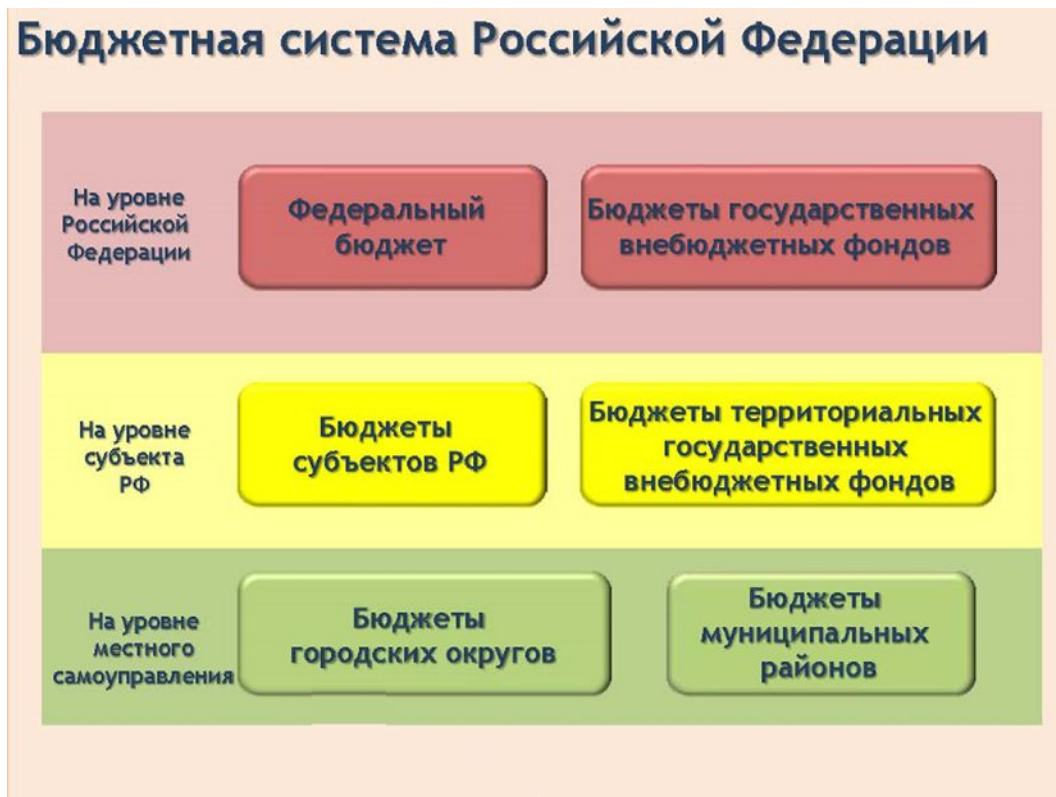 Бюджетная система Российской Федерации
На уровне
Российской
Федерации
Федеральный
бюджет
Бюджеты государственных
внебюджетных фондов
На уровне
субъекта
РФ
Бюджеты
субъектов РФ
Бюджеты территориальных
государственных
внебюджетных фондов
На уровне
местного
самоуправления
Бюджеты
городских округов
Бюджеты
муниципальных
районов